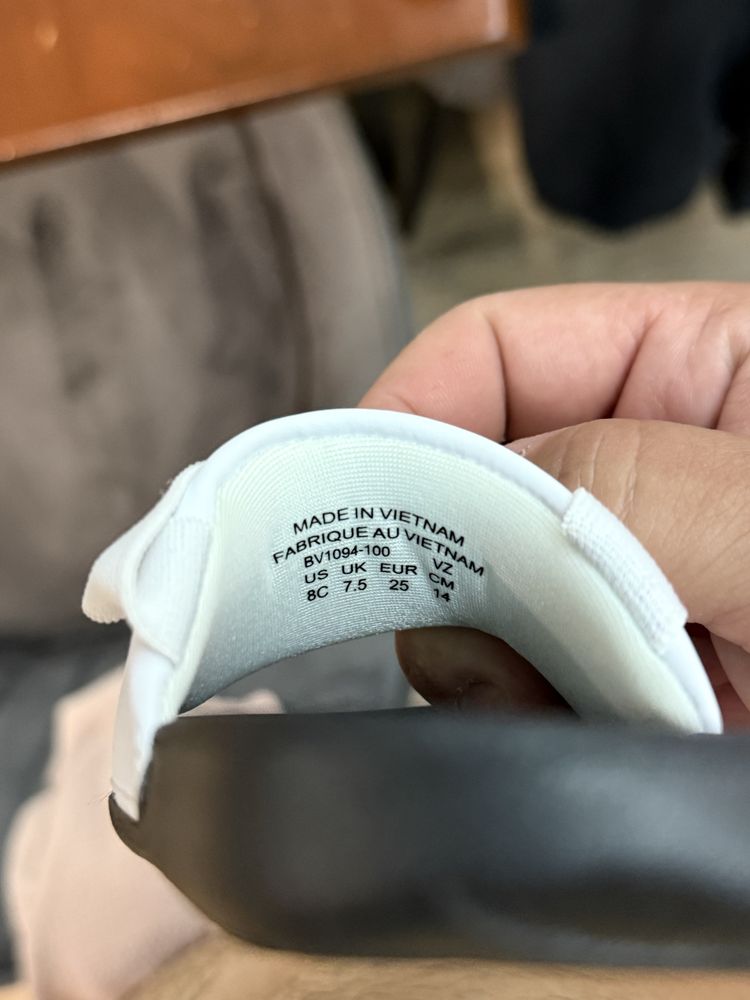 MADE IN VIETNAM
FABRIQUE AU VIETNAM
BV1094-100 VZ
US UK EUR CM
8C 7.5 25 14